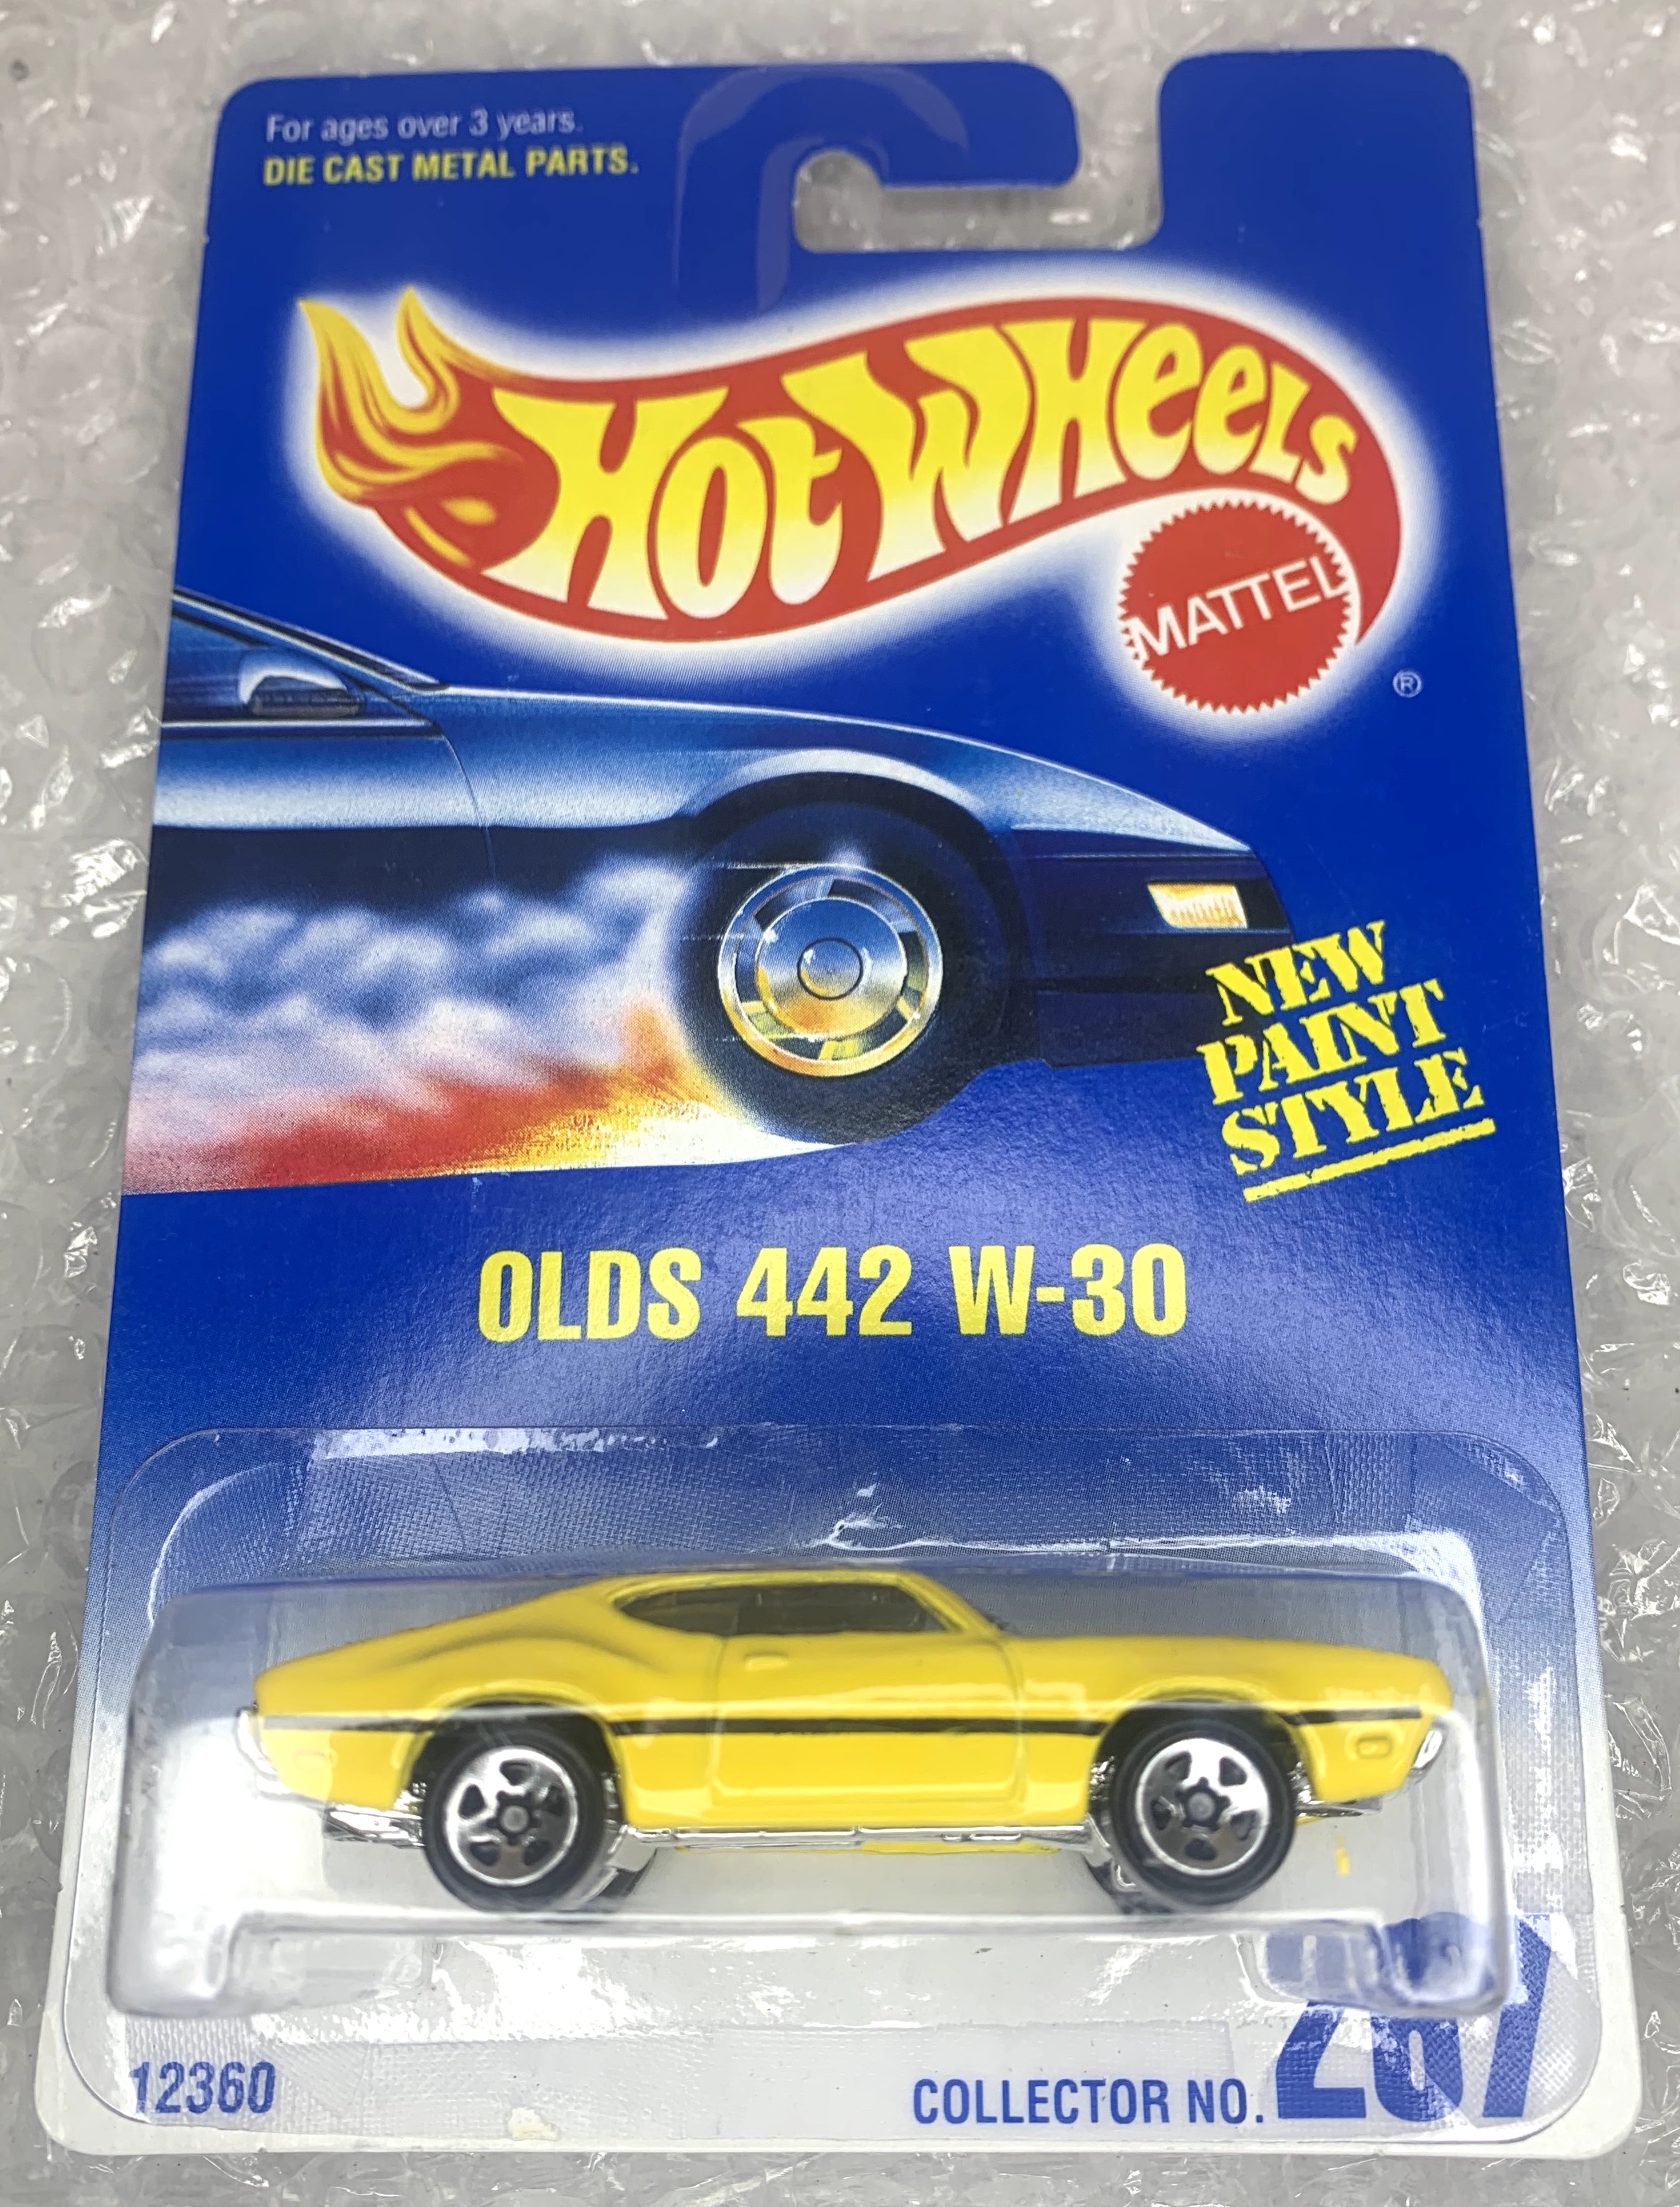 For ages over 3 years.
DIE CAST METAL PARTS.
HOT WHEELS
MATTEL
®
NEW
PAINT
STYLE
OLDS 442 W-30
12360
COLLECTOR NO. 267